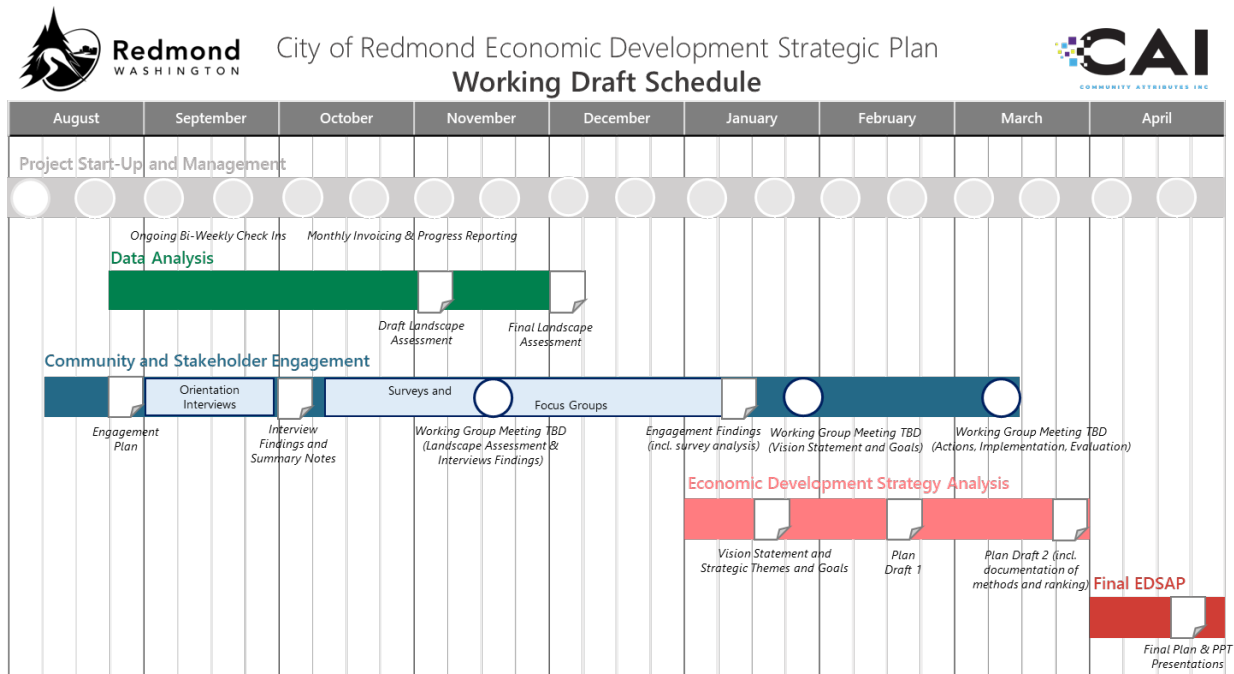 Redmond
WASHINGTON
City of Redmond Economic Development Strategic Plan
Working Draft Schedule
CAI
COMMUNITY ATTRIBUTES INC
August
September
October
November
December
January
February
March
April
Project Start-Up and Management
Ongoing Bi-Weekly Check Ins
Monthly Invoicing & Progress Reporting
Data Analysis
Draft Landscape
Assessment
Final Landscape
Assessment
Community and Stakeholder Engagement
Orientation
Interviews
Surveys and
Focus Groups
Engagement
Plan
Interview
Findings and
Summary Notes
Working Group Meeting TBD
(Landscape Assessment &
Interviews Findings)
Engagement Findings
(incl. survey analysis)
Working Group Meeting TBD
(Vision Statement and Goals)
Working Group Meeting TBD
(Actions, Implementation, Evaluation)
Economic Development Strategy Analysis
Vision Statement and
Strategic Themes and Goals
Plan
Draft 1
Plan Draft 2 (incl.
documentation of
methods and ranking)
Final EDSAP
Final Plan & PPT
Presentations